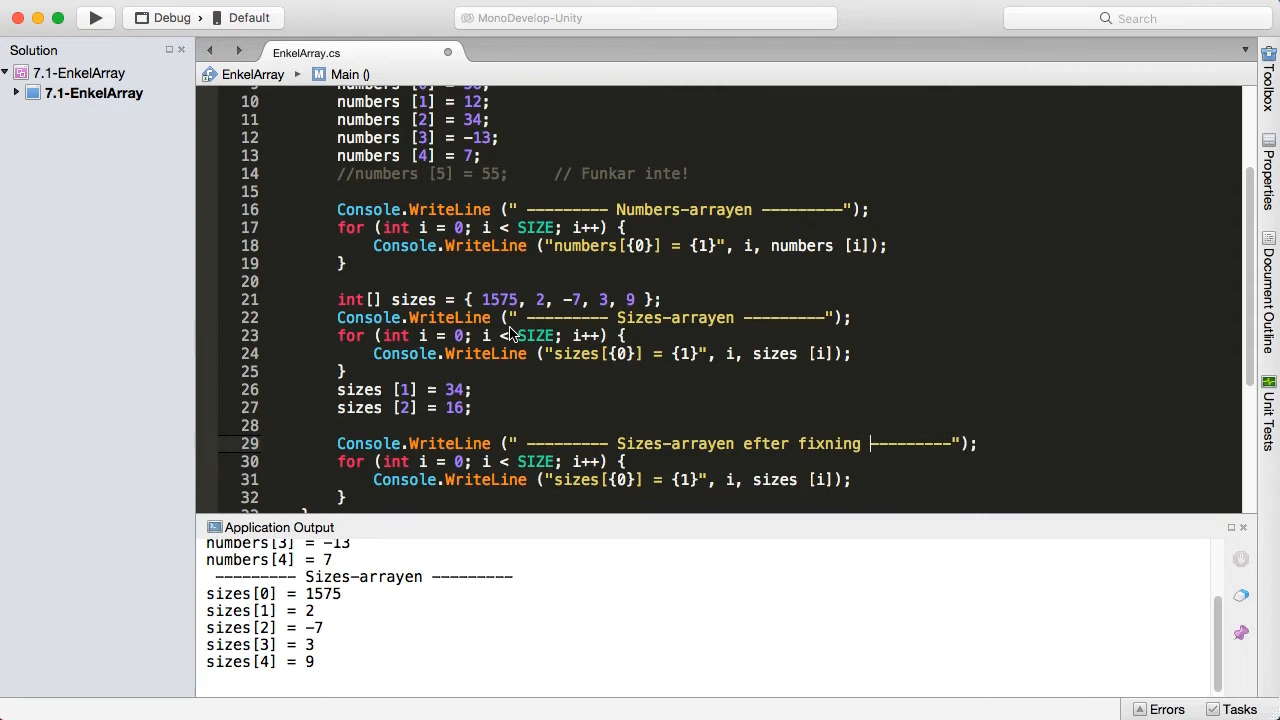 Debug › Default
MonoDevelop-Unity
Search
Solution
7.1-EnkelArray
7.1-EnkelArray
EnkelArray.cs
EnkelArray
M Main ()
10 numbers [1] = 12;
11 numbers [2] = 34;
12 numbers [3] = -13;
13 numbers [4] = 7;
14 //numbers [5] = 55; // Funkar inte!
15
16 Console.WriteLine (" --------- Numbers-arrayen ---------");
17 for (int i = 0; i < SIZE; i++) {
18 Console.WriteLine ("numbers[{0}] = {1}", i, numbers [i]);
19 }
20
21 int[] sizes = { 1575, 2, -7, 3, 9 };
22 Console.WriteLine (" --------- Sizes-arrayen ---------");
23 for (int i = 0; i < SIZE; i++) {
24 Console.WriteLine ("sizes[{0}] = {1}", i, sizes [i]);
25 }
26 sizes [1] = 34;
27 sizes [2] = 16;
28
29 Console.WriteLine (" --------- Sizes-arrayen efter fixning ---------");
30 for (int i = 0; i < SIZE; i++) {
31 Console.WriteLine ("sizes[{0}] = {1}", i, sizes [i]);
32 }
Application Output
numbers[3] = -13
numbers[4] = 7
--------- Sizes-arrayen ---------
sizes[0] = 1575
sizes[1] = 2
sizes[2] = -7
sizes[3] = 3
sizes[4] = 9
Toolbox
Properties
Document Outline
Unit Tests
Errors
Tasks